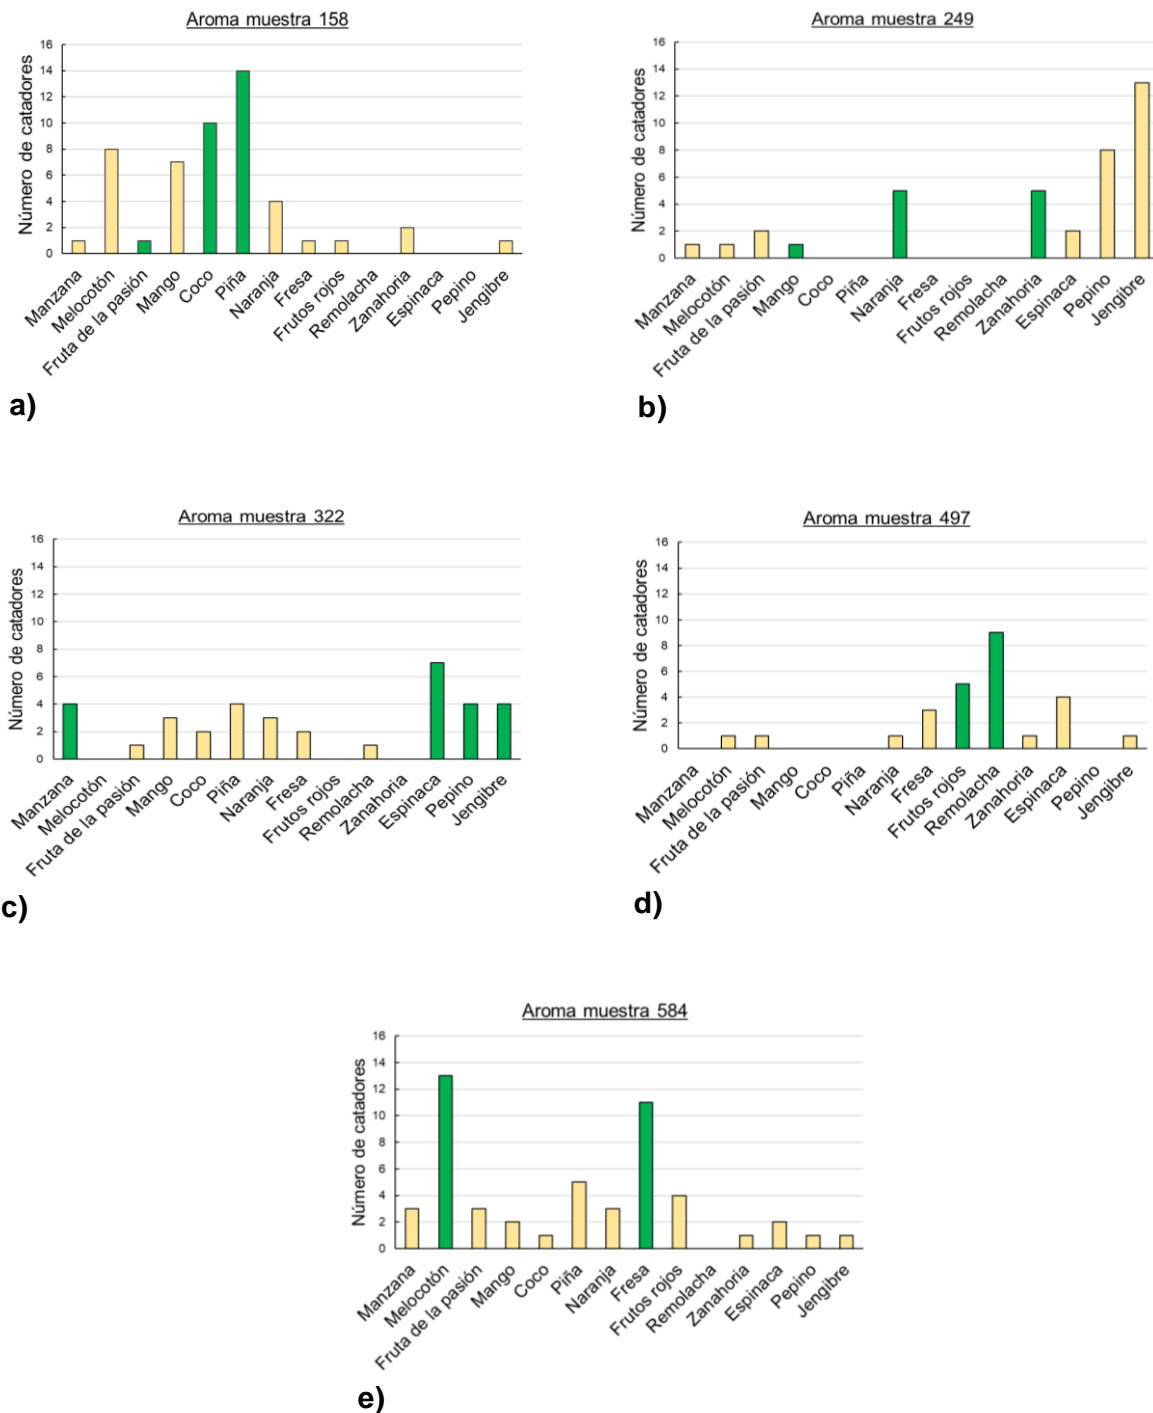 Aroma muestra 158
Número de catadores
16
14
12
10
8
6
4
2
0
Manzana
Melocotón
Fruta de la pasión
Mango
Coco
Piña
Naranja
Fresa
Frutos rojos
Remolacha
Zanahoria
Espinaca
Pepino
Jengibre
a)
Aroma muestra 249
Número de catadores
16
14
12
10
8
6
4
2
0
Manzana
Melocotón
Fruta de la pasión
Mango
Coco
Piña
Naranja
Fresa
Frutos rojos
Remolacha
Zanahoria
Espinaca
Pepino
Jengibre
b)
Aroma muestra 322
Número de catadores
16
14
12
10
8
6
4
2
0
Manzana
Melocotón
Fruta de la pasión
Mango
Coco
Piña
Naranja
Fresa
Frutos rojos
Remolacha
Zanahoria
Espinaca
Pepino
Jengibre
c)
Aroma muestra 497
Número de catadores
16
14
12
10
8
6
4
2
0
Manzana
Melocotón
Fruta de la pasión
Mango
Coco
Piña
Naranja
Fresa
Frutos rojos
Remolacha
Zanahoria
Espinaca
Pepino
Jengibre
d)
Aroma muestra 584
Número de catadores
16
14
12
10
8
6
4
2
0
Manzana
Melocotón
Fruta de la pasión
Mango
Coco
Piña
Naranja
Fresa
Frutos rojos
Remolacha
Zanahoria
Espinaca
Pepino
Jengibre
e)